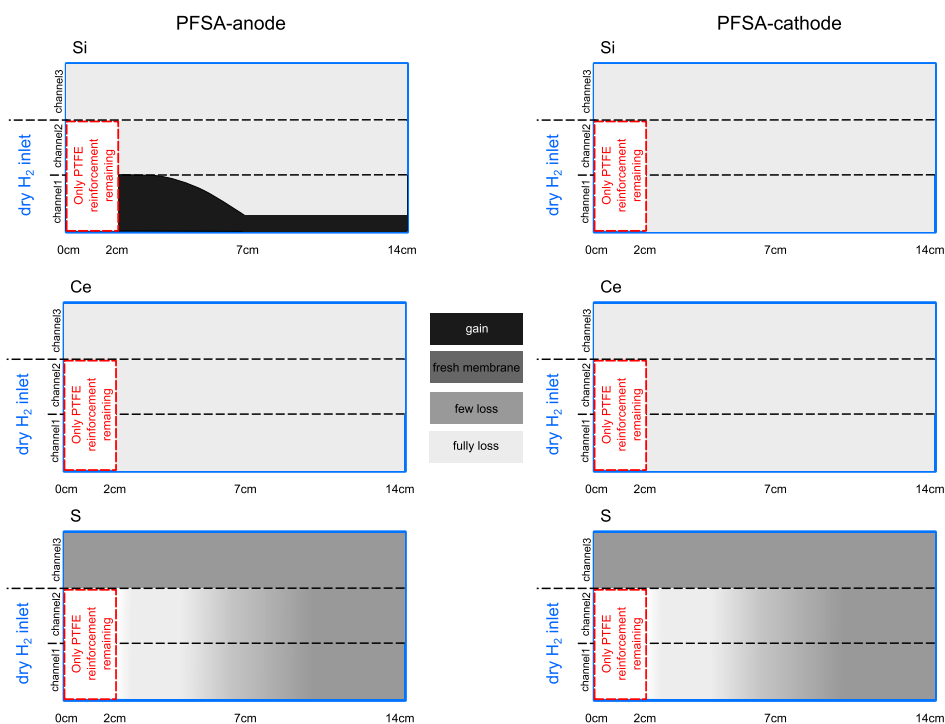 PFSA-anode
PFSA-cathode
Si
channel3
channel2
channel1
dry H2 inlet
Only PTFE
reinforcement
remaining
0cm
2cm
7cm
14cm
Si
channel3
channel2
channel1
dry H2 inlet
Only PTFE
reinforcement
remaining
0cm
2cm
7cm
14cm
Ce
channel3
channel2
channel1
dry H2 inlet
Only PTFE
reinforcement
remaining
0cm
2cm
7cm
14cm
gain
fresh membrane
few loss
fully loss
Ce
channel3
channel2
channel1
dry H2 inlet
Only PTFE
reinforcement
remaining
0cm
2cm
7cm
14cm
S
channel3
channel2
channel1
dry H2 inlet
Only PTFE
reinforcement
remaining
0cm
2cm
7cm
14cm
S
channel3
channel2
channel1
dry H2 inlet
Only PTFE
reinforcement
remaining
0cm
2cm
7cm
14cm